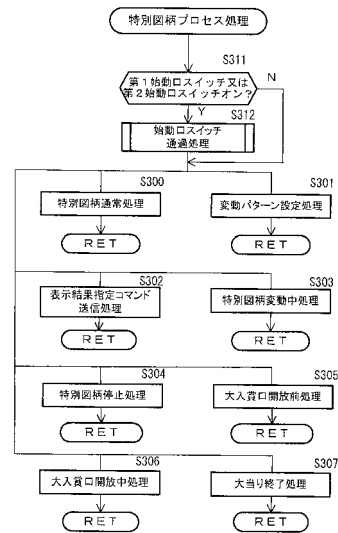 特別図柄プロセス処理
S311
第1始動口スイッチ又は
第2始動口スイッチオン?
N
Y
S312
始動口スイッチ
通過処理
S300
特別図柄通常処理
RET
S301
変動パターン設定処理
RET
S302
表示結果指定コマンド
送信処理
RET
S303
特別図柄変動中処理
RET
S304
特別図柄停止処理
RET
S305
大入賞口開放前処理
RET
S306
大入賞口開放中処理
RET
S307
大当り終了処理
RET